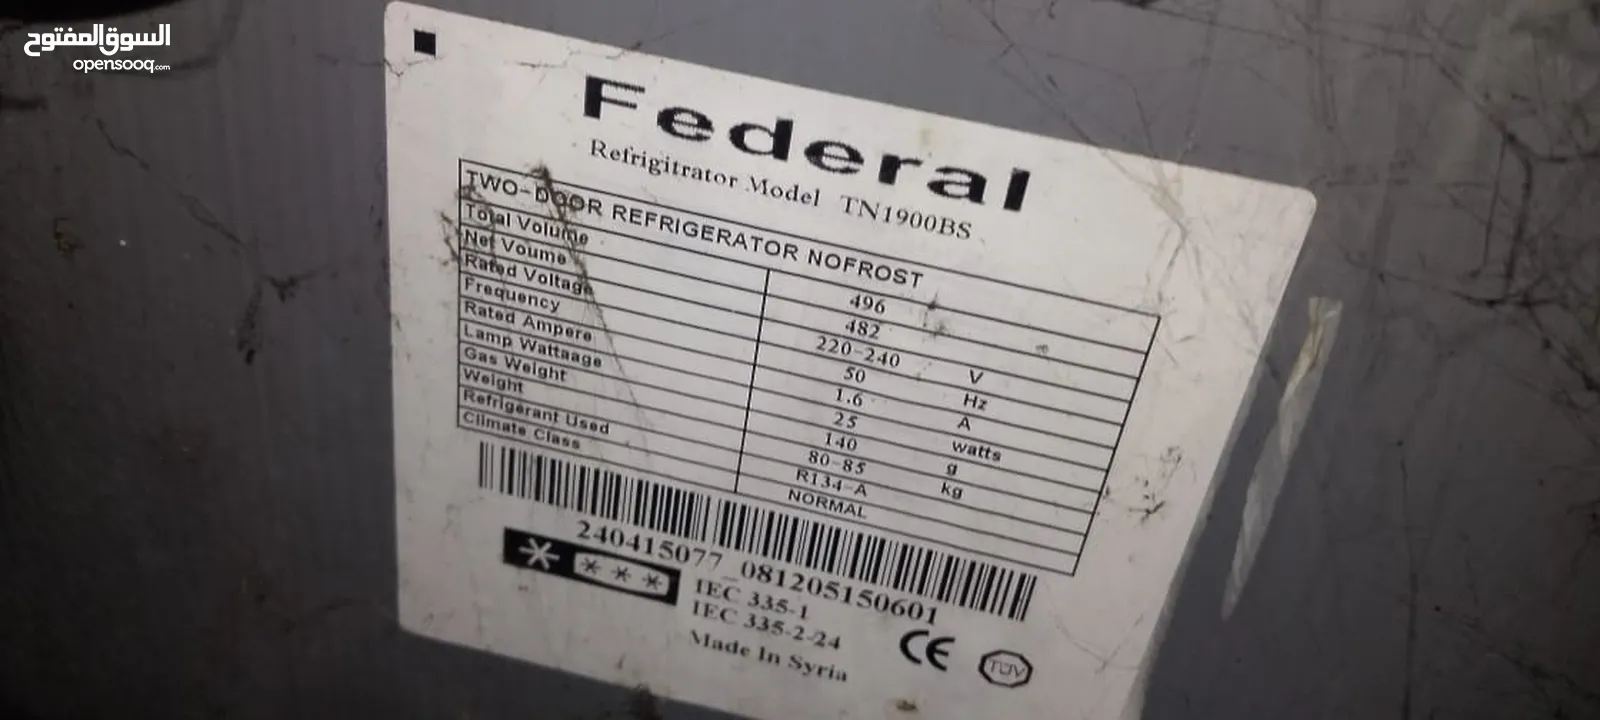 السوق المفتوح
opensooq.com
Federal
Refrigitrator Model TN1900BS
TWO-DOOR REFRIGERATOR NOFROST
Total Volume 496
Net Voume 482
Rated Voltage 220-240 V
Frequency 50 Hz
Rated Ampere 1.6 A
Lamp Wattaage 25 watts
Gas Weight 140 g
Weight 80-85 kg
Refrigerant Used R134-A
Climate Class NORMAL
240415077_081205150601
IEC 335-1
IEC 335-2-24
Made In Syria
CE
TÜV